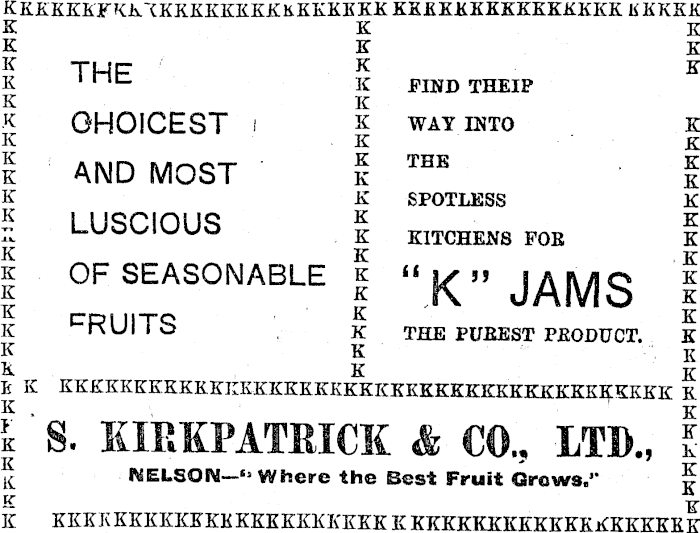 THE
CHOICEST
AND MOST
LUSCIOUS
OF SEASONABLE
FRUITS
FIND THEIR
WAY INTO
THE
SPOTLESS
KITCHENS FOR
"K" JAMS
THE PUREST PRODUCT.
S. KIRKPATRICK & CO., LTD.,
NELSON—"Where the Best Fruit Grows."